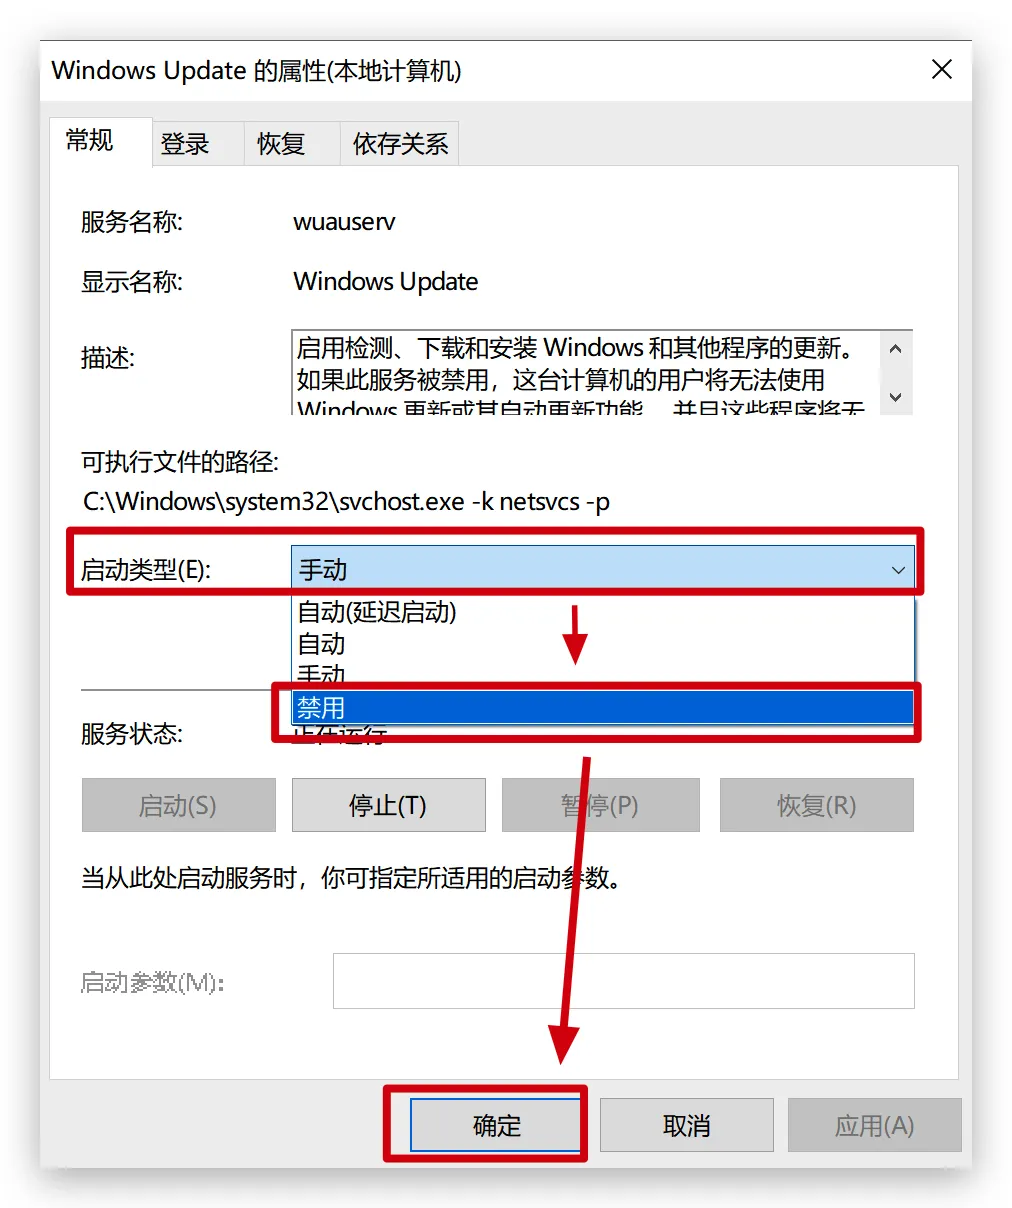 Windows Update 的属性(本地计算机)
常规 登录 恢复 依存关系
服务名称: wuauserv
显示名称: Windows Update
描述: 启用检测、下载和安装 Windows 和其他程序的更新。
如果此服务被禁用，这台计算机的用户将无法使用
Windows 更新或其自动更新功能，并且这些程序将无
可执行文件的路径:
C:\Windows\system32\svchost.exe -k netsvcs -p
启动类型(E): 手动
自动(延迟启动)
自动
手动
禁用
服务状态: 正在运行
启动(S) 停止(T) 暂停(P) 恢复(R)
当从此处启动服务时，你可指定所适用的启动参数。
启动参数(M):
确定 取消 应用(A)